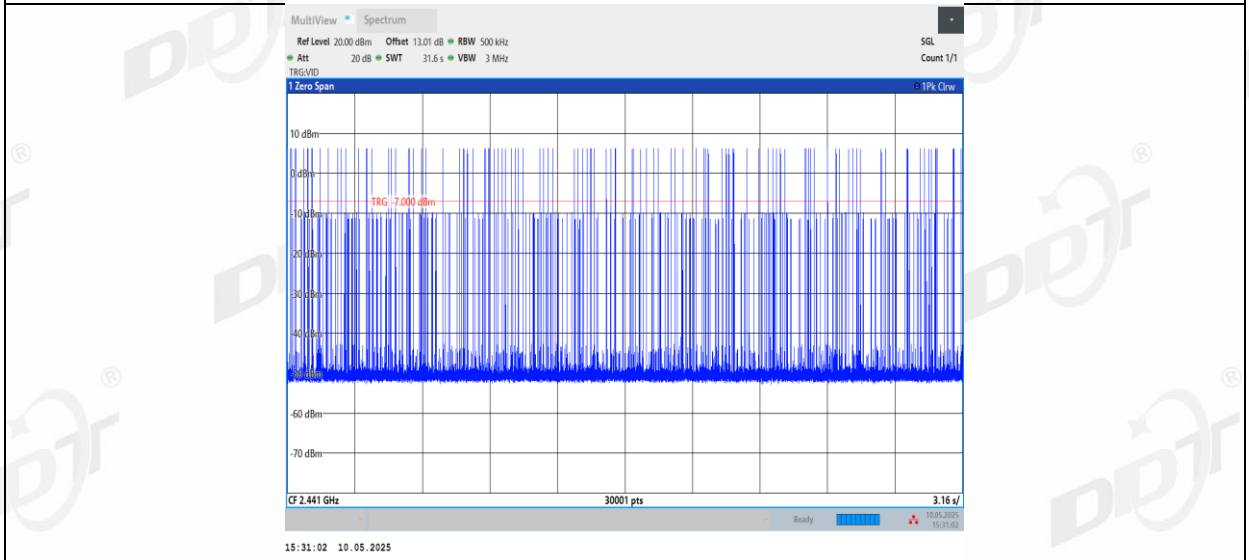 MultiView Spectrum
Ref Level 20.00 dBm Offset 13.01 dB RBW 500 kHz SGL
Att 20 dB SWT 31.6 s VBW 3 MHz Count 1/1
TRG:VID
1 Zero Span 1Pk Clrw
10 dBm
0 dBm
TRG -7.000 dBm
-10 dBm
-20 dBm
-30 dBm
-40 dBm
-50 dBm
-60 dBm
-70 dBm
CF 2.441 GHz 30001 pts 3.16 s/
Ready 10.05.2025
15:31:02
15:31:02 10.05.2025
DDT ®
DDT ®
DDT ®
DDT ®